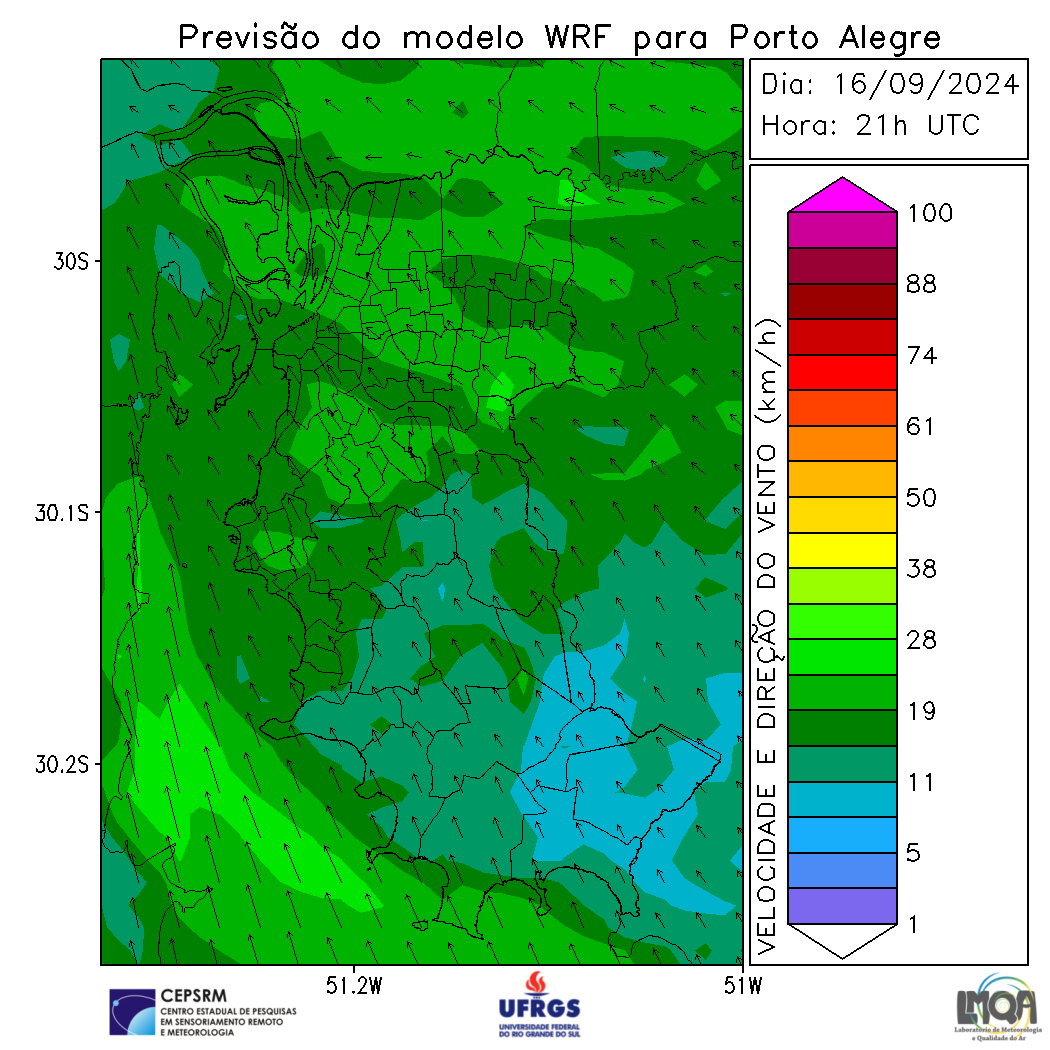 Previsão do modelo WRF para Porto Alegre
Dia: 16/09/2024
Hora: 21h UTC
30S
30.1S
30.2S
51.2W
51W
VELOCIDADE E DIREÇÃO DO VENTO (km/h)
100
88
74
61
50
38
28
19
11
5
1
CEPSRM
CENTRO ESTADUAL DE PESQUISAS
EM SENSORIAMENTO REMOTO
E METEOROLOGIA
UFRGS
UNIVERSIDADE FEDERAL
DO RIO GRANDE DO SUL
LMQA
Laboratório de Meteorologia
e Qualidade do Ar